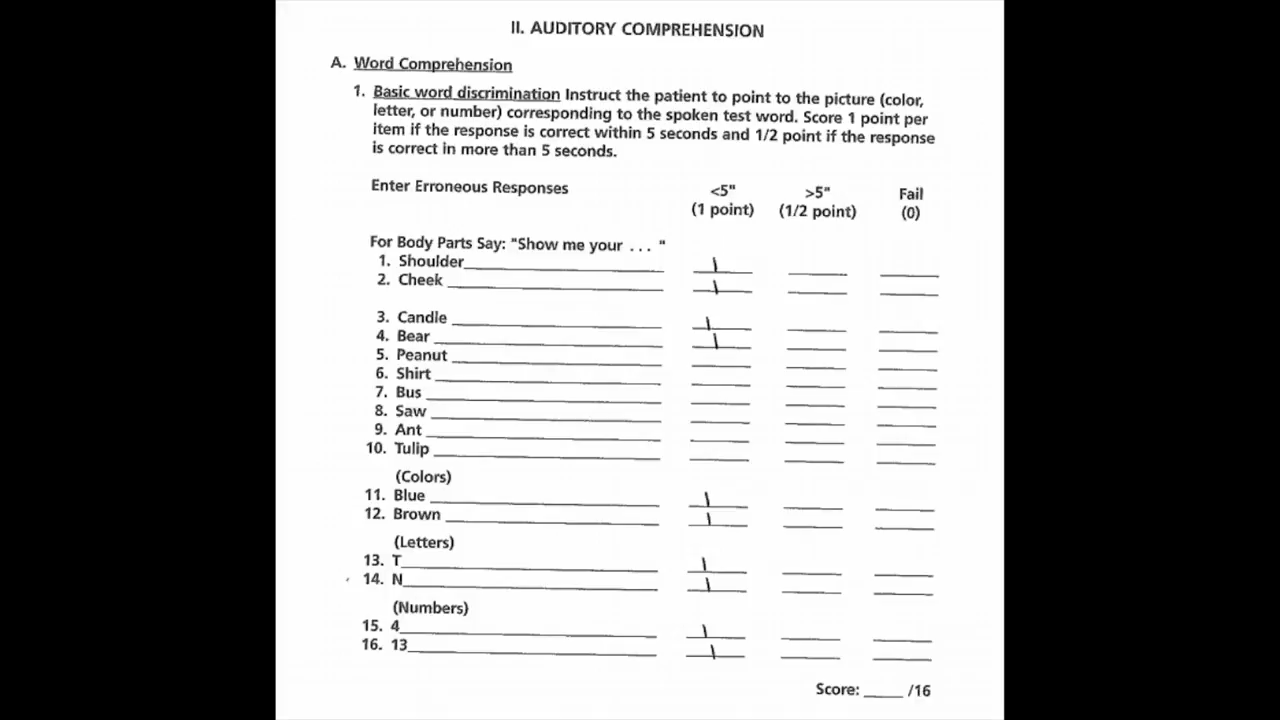 II. AUDITORY COMPREHENSION
A. Word Comprehension
1. Basic word discrimination Instruct the patient to point to the picture (color,
letter, or number) corresponding to the spoken test word. Score 1 point per
item if the response is correct within 5 seconds and 1/2 point if the response
is correct in more than 5 seconds.
Enter Erroneous Responses <5" >5" Fail
(1 point) (1/2 point) (0)
For Body Parts Say: "Show me your . . . "
1. Shoulder 1
2. Cheek 1
3. Candle 1
4. Bear 1
5. Peanut
6. Shirt
7. Bus
8. Saw
9. Ant
10. Tulip
(Colors)
11. Blue 1
12. Brown 1
(Letters)
13. T 1
14. N 1
(Numbers)
15. 4 1
16. 13 1
Score: ____ /16